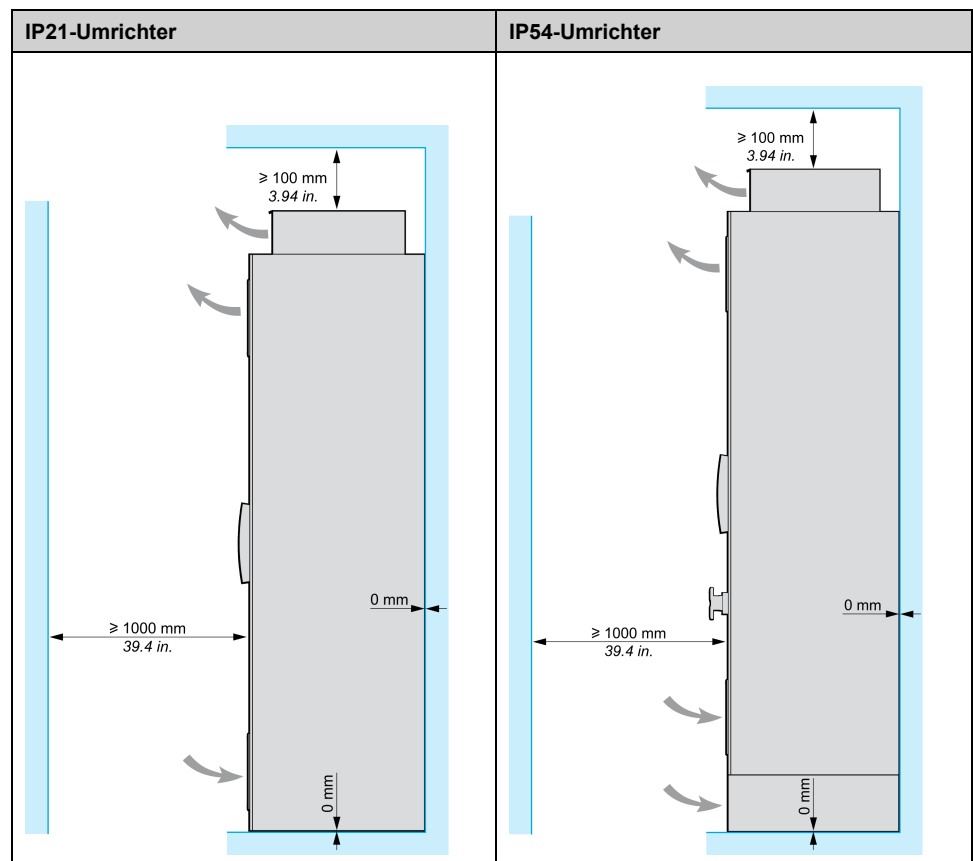 IP21-Umrichter
≥ 100 mm
3.94 in.
0 mm
≥ 1000 mm
39.4 in.
0 mm
IP54-Umrichter
≥ 100 mm
3.94 in.
0 mm
≥ 1000 mm
39.4 in.
0 mm